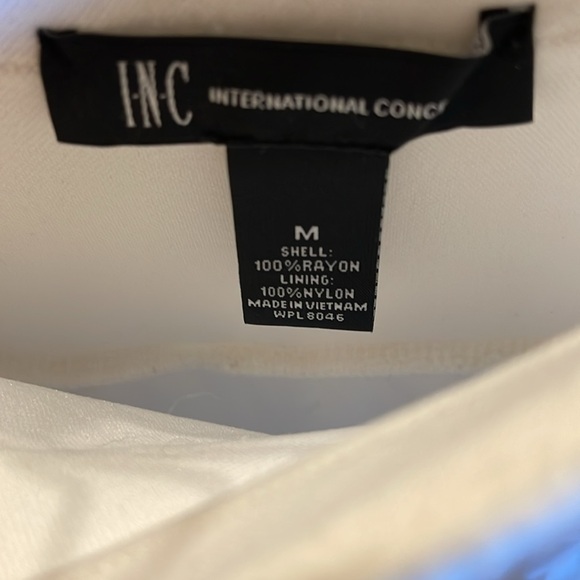 I·N·C INTERNATIONAL CONC
M
SHELL:
100%RAYON
LINING:
100%NYLON
MADE IN VIETNAM
WPL 8046